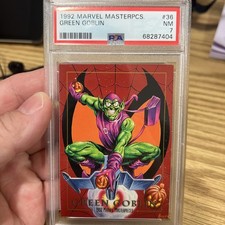 1992 MARVEL MASTERPCS. #36
GREEN GOBLIN NM
PSA 7
68287404
GREEN GOBLIN